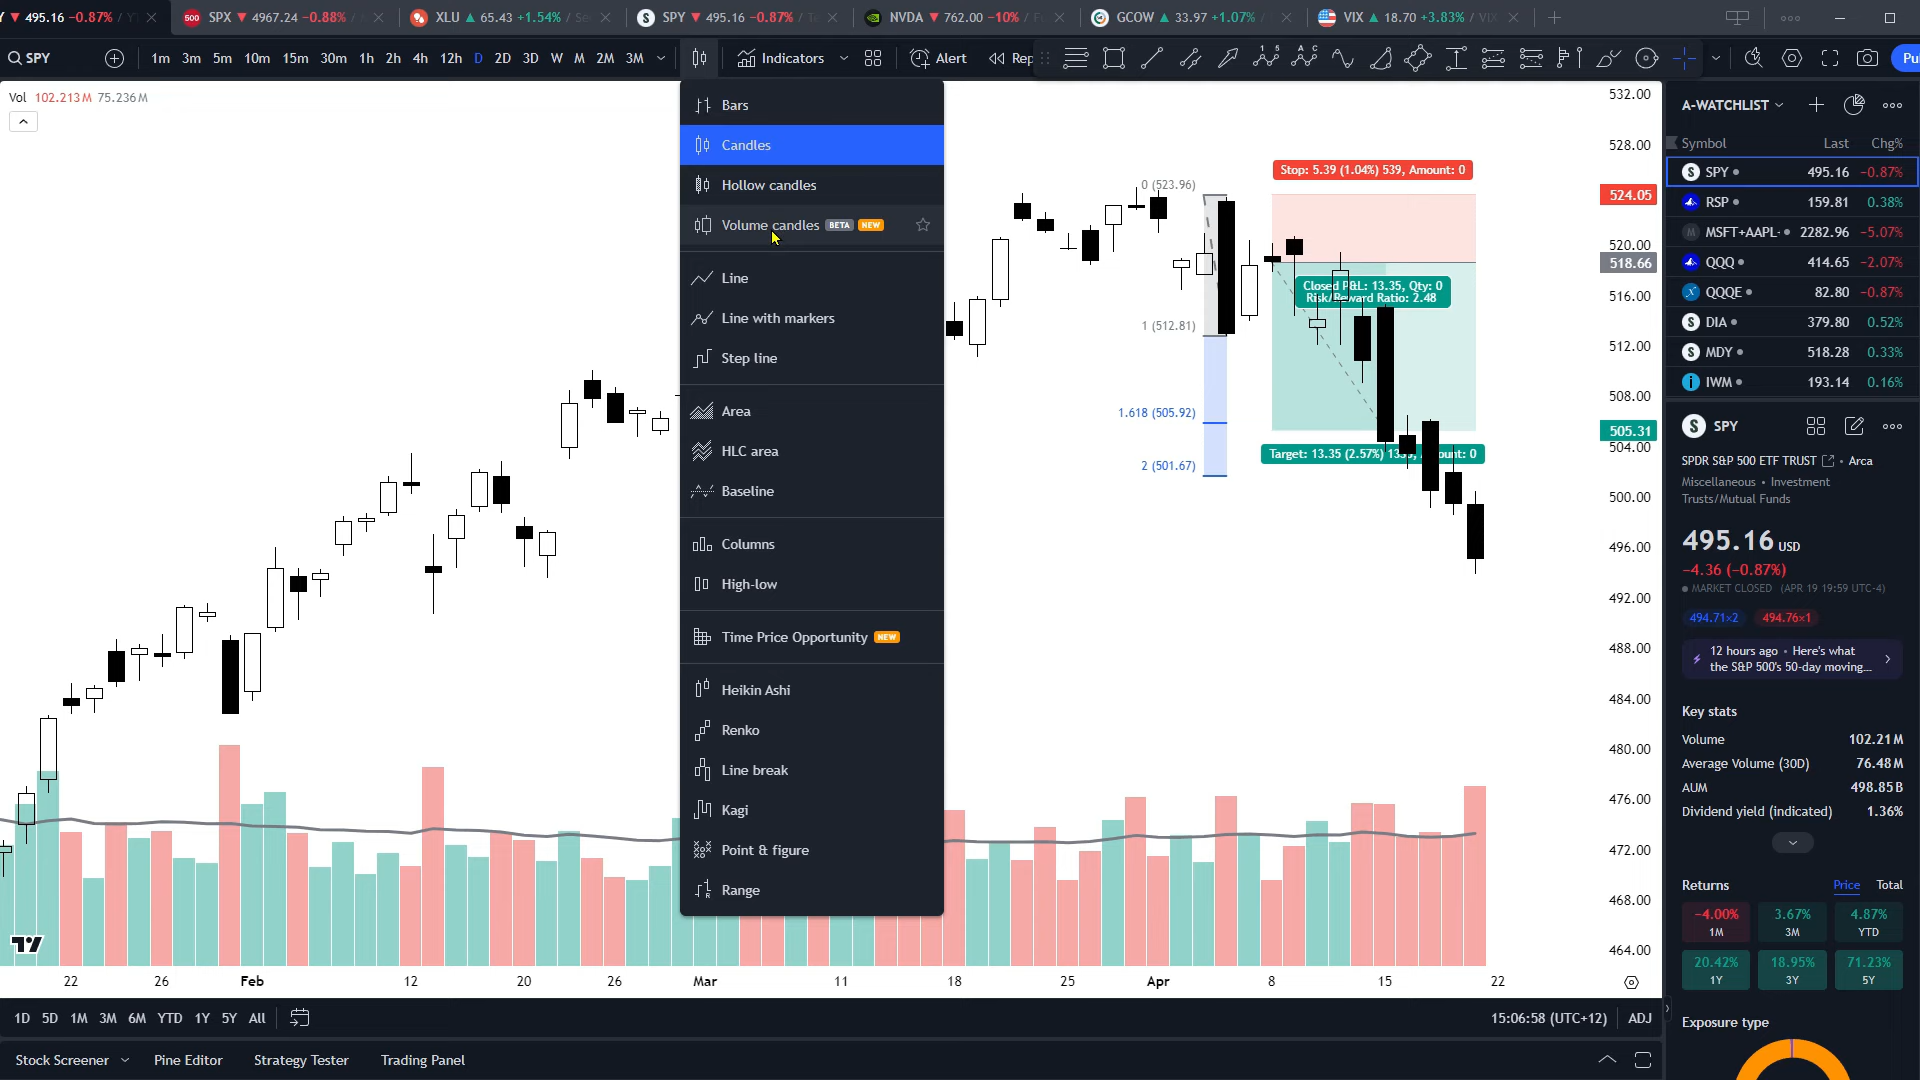 Y ▼ 495.16 −0.87% / Y
500 SPX ▼ 4967.24 −0.88% /
XLU ▲ 65.43 +1.54% / Se
S SPY ▼ 495.16 −0.87% / Te
NVDA ▼ 762.00 −10% / F
GCOW ▲ 33.97 +1.07% /
VIX ▲ 18.70 +3.83% / VIX
SPY
1m 3m 5m 10m 15m 30m 1h 2h 4h 12h D 2D 3D W M 2M 3M
Indicators
Alert
Rep
Pu
Vol 102.213 M 75.236 M
Bars
Candles
Hollow candles
Volume candles BETA NEW
Line
Line with markers
Step line
Area
HLC area
Baseline
Columns
High-low
Time Price Opportunity NEW
Heikin Ashi
Renko
Line break
Kagi
Point & figure
Range
0 (523.96)
1 (512.81)
1.618 (505.92)
2 (501.67)
Stop: 5.39 (1.04%) 539, Amount: 0
Closed P&L: 13.35, Qty: 0
Risk/Reward Ratio: 2.48
Target: 13.35 (2.57%) 13
ount: 0
532.00
528.00
524.05
520.00
518.66
516.00
512.00
508.00
505.31
504.00
500.00
496.00
492.00
488.00
484.00
480.00
476.00
472.00
468.00
464.00
22 26 Feb 12 20 26 Mar 11 18 25 Apr 8 15 22
1D 5D 1M 3M 6M YTD 1Y 5Y All
15:06:58 (UTC+12) ADJ
Stock Screener Pine Editor Strategy Tester Trading Panel
A-WATCHLIST
Symbol Last Chg%
S SPY 495.16 −0.87%
RSP 159.81 0.38%
M MSFT+AAPL- 2282.96 −5.07%
QQQ 414.65 −2.07%
QQQE 82.80 −0.87%
S DIA 379.80 0.52%
S MDY 518.28 0.33%
i IWM 193.14 0.16%
S SPY
SPDR S&P 500 ETF TRUST • Arca
Miscellaneous • Investment
Trusts/Mutual Funds
495.16 USD
−4.36 (−0.87%)
MARKET CLOSED (APR 19 19:59 UTC-4)
494.71×2 494.76×1
12 hours ago • Here's what
the S&P 500's 50-day moving...
Key stats
Volume 102.21 M
Average Volume (30D) 76.48 M
AUM 498.85 B
Dividend yield (indicated) 1.36%
Returns Price Total
−4.00% 3.67% 4.87%
1M 3M YTD
20.42% 18.95% 71.23%
1Y 3Y 5Y
Exposure type